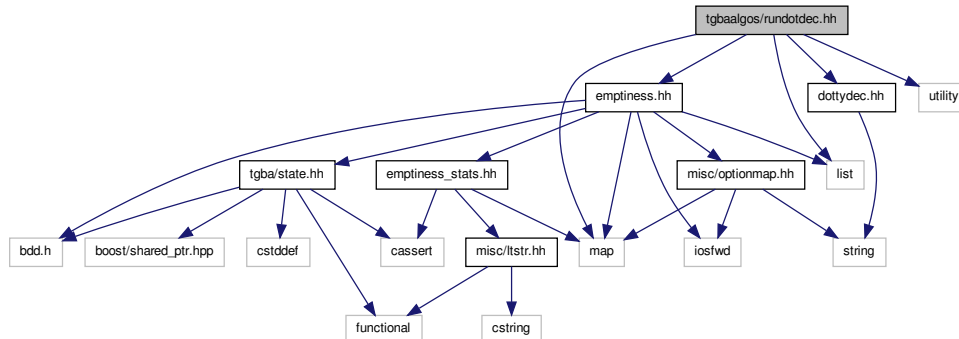 tgbaalgos/rundotdec.hh
emptiness.hh
dottydec.hh
utility
tgba/state.hh
emptiness_stats.hh
misc/optionmap.hh
list
bdd.h
boost/shared_ptr.hpp
cstddef
cassert
misc/ltstr.hh
map
iosfwd
string
functional
cstring